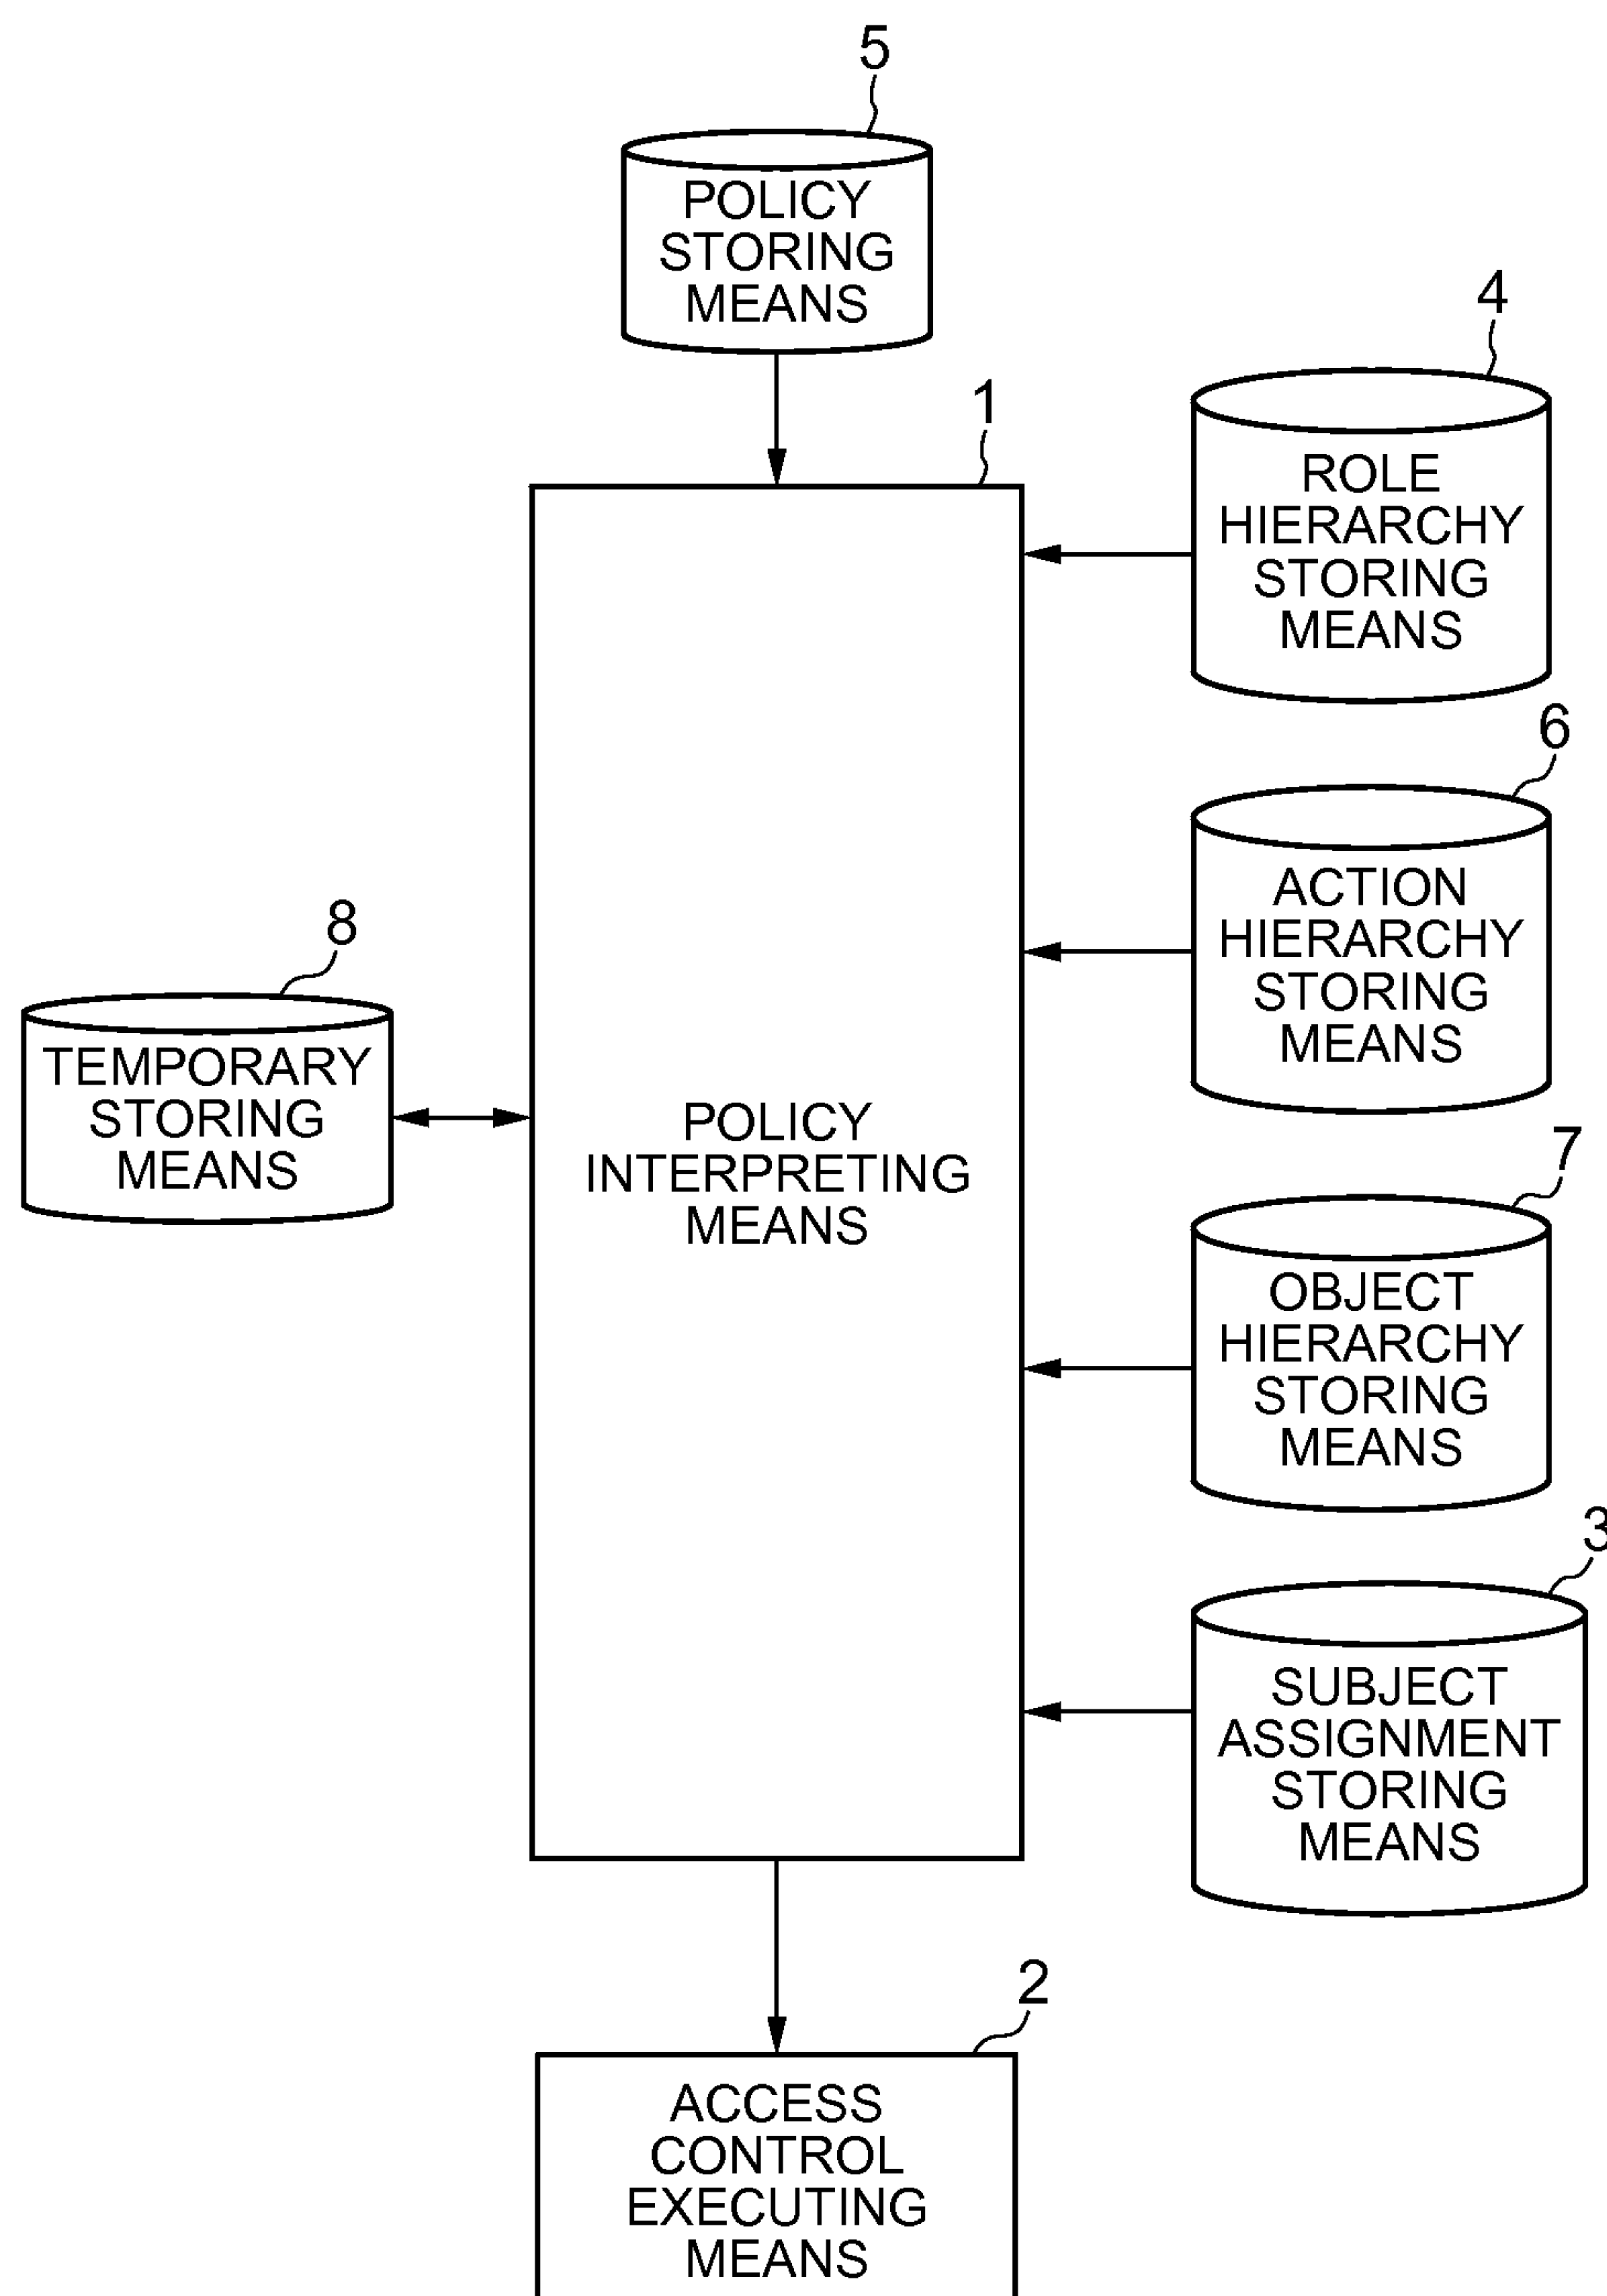 5
POLICY
STORING
MEANS
4
ROLE
HIERARCHY
STORING
MEANS
1
6
ACTION
HIERARCHY
STORING
MEANS
8
TEMPORARY
STORING
MEANS
POLICY
INTERPRETING
MEANS
7
OBJECT
HIERARCHY
STORING
MEANS
3
SUBJECT
ASSIGNMENT
STORING
MEANS
2
ACCESS
CONTROL
EXECUTING
MEANS